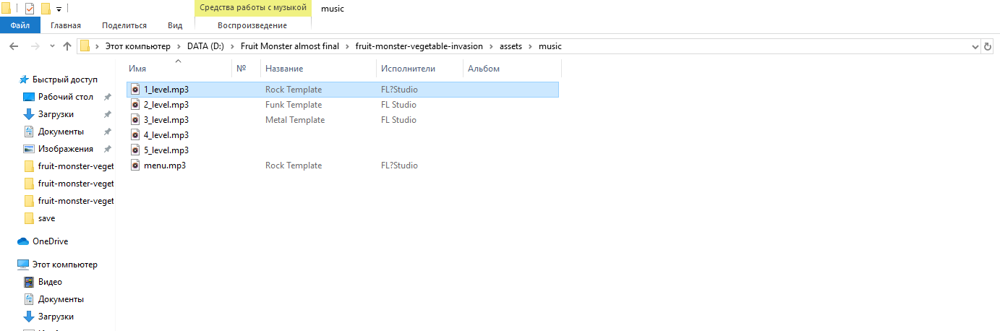 Средства работы с музыкой music
Файл Главная Поделиться Вид Воспроизведение
Этот компьютер DATA (D:) Fruit Monster almost final fruit-monster-vegetable-invasion assets music
Имя № Название Исполнители Альбом
Быстрый доступ
Рабочий стол
Загрузки
Документы
Изображения
fruit-monster-veget
fruit-monster-veget
fruit-monster-veget
save
OneDrive
Этот компьютер
Видео
Документы
Загрузки
1_level.mp3 Rock Template FL?Studio
2_level.mp3 Funk Template FL Studio
3_level.mp3 Metal Template FL Studio
4_level.mp3
5_level.mp3
menu.mp3 Rock Template FL?Studio